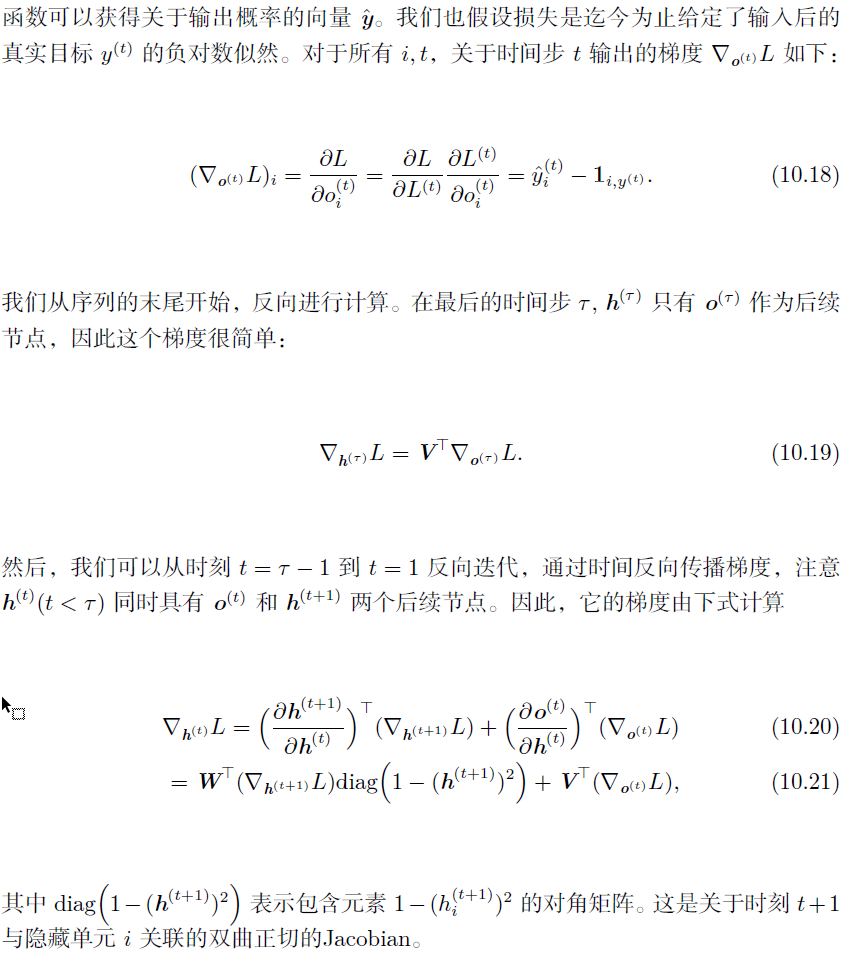 函数可以获得关于输出概率的向量 $\hat{\boldsymbol{y}}$。我们也假设损失是迄今为止给定了输入后的
真实目标 $y^{(t)}$ 的负对数似然。对于所有 $i, t$，关于时间步 $t$ 输出的梯度 $\nabla_{\boldsymbol{o}^{(t)}} L$ 如下：
$(\nabla_{\boldsymbol{o}^{(t)}} L)_i = \frac{\partial L}{\partial o_i^{(t)}} = \frac{\partial L}{\partial L^{(t)}} \frac{\partial L^{(t)}}{\partial o_i^{(t)}} = \hat{y}_i^{(t)} - \mathbf{1}_{i,y^{(t)}}.$ (10.18)
我们从序列的末尾开始，反向进行计算。在最后的时间步 $\tau$, $\boldsymbol{h}^{(\tau)}$ 只有 $\boldsymbol{o}^{(\tau)}$ 作为后续
节点，因此这个梯度很简单：
$\nabla_{\boldsymbol{h}^{(\tau)}} L = \boldsymbol{V}^\top \nabla_{\boldsymbol{o}^{(\tau)}} L.$ (10.19)
然后，我们可以从时刻 $t = \tau - 1$ 到 $t = 1$ 反向迭代，通过时间反向传播梯度，注意
$\boldsymbol{h}^{(t)}(t < \tau)$ 同时具有 $\boldsymbol{o}^{(t)}$ 和 $\boldsymbol{h}^{(t+1)}$ 两个后续节点。因此，它的梯度由下式计算
$\nabla_{\boldsymbol{h}^{(t)}} L = \Big(\frac{\partial \boldsymbol{h}^{(t+1)}}{\partial \boldsymbol{h}^{(t)}}\Big)^\top (\nabla_{\boldsymbol{h}^{(t+1)}} L) + \Big(\frac{\partial \boldsymbol{o}^{(t)}}{\partial \boldsymbol{h}^{(t)}}\Big)^\top (\nabla_{\boldsymbol{o}^{(t)}} L)$ (10.20)
$= \boldsymbol{W}^\top (\nabla_{\boldsymbol{h}^{(t+1)}} L) \mathrm{diag}\Big(1 - (\boldsymbol{h}^{(t+1)})^2\Big) + \boldsymbol{V}^\top (\nabla_{\boldsymbol{o}^{(t)}} L),$ (10.21)
其中 $\mathrm{diag}\Big(1 - (\boldsymbol{h}^{(t+1)})^2\Big)$ 表示包含元素 $1 - (h_i^{(t+1)})^2$ 的对角矩阵。这是关于时刻 $t+1$
与隐藏单元 $i$ 关联的双曲正切的Jacobian。